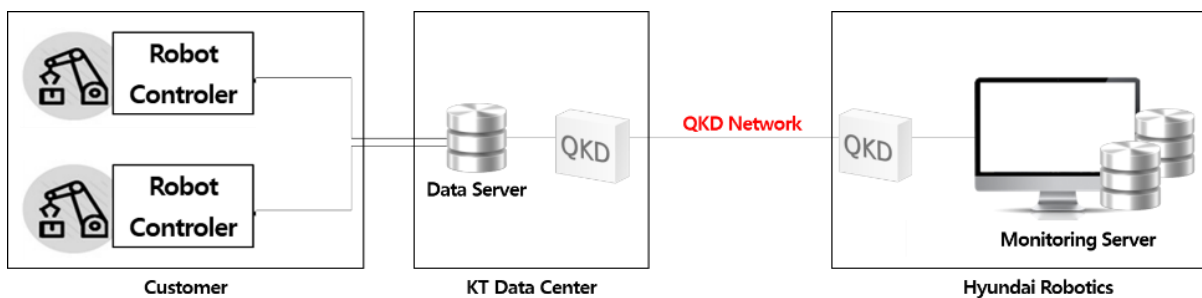 Robot
Controler
Robot
Controler
Customer
Data Server
QKD
KT Data Center
QKD Network
QKD
Monitoring Server
Hyundai Robotics